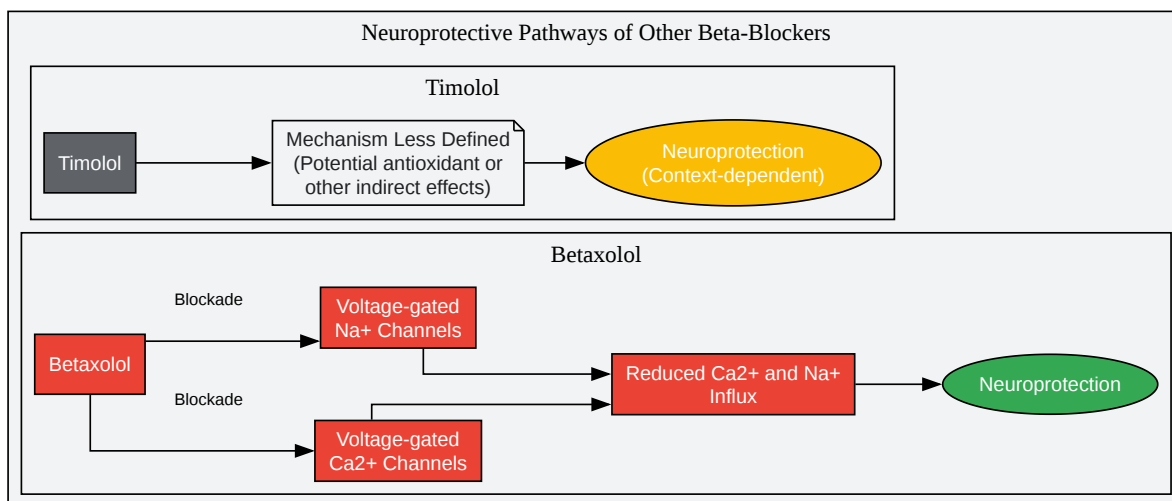 Neuroprotective Pathways of Other Beta-Blockers
Timolol
Timolol
Mechanism Less Defined
(Potential antioxidant or
other indirect effects)
Neuroprotection
(Context-dependent)
Betaxolol
Betaxolol
Blockade
Blockade
Voltage-gated
Na+ Channels
Voltage-gated
Ca2+ Channels
Reduced Ca2+ and Na+
Influx
Neuroprotection